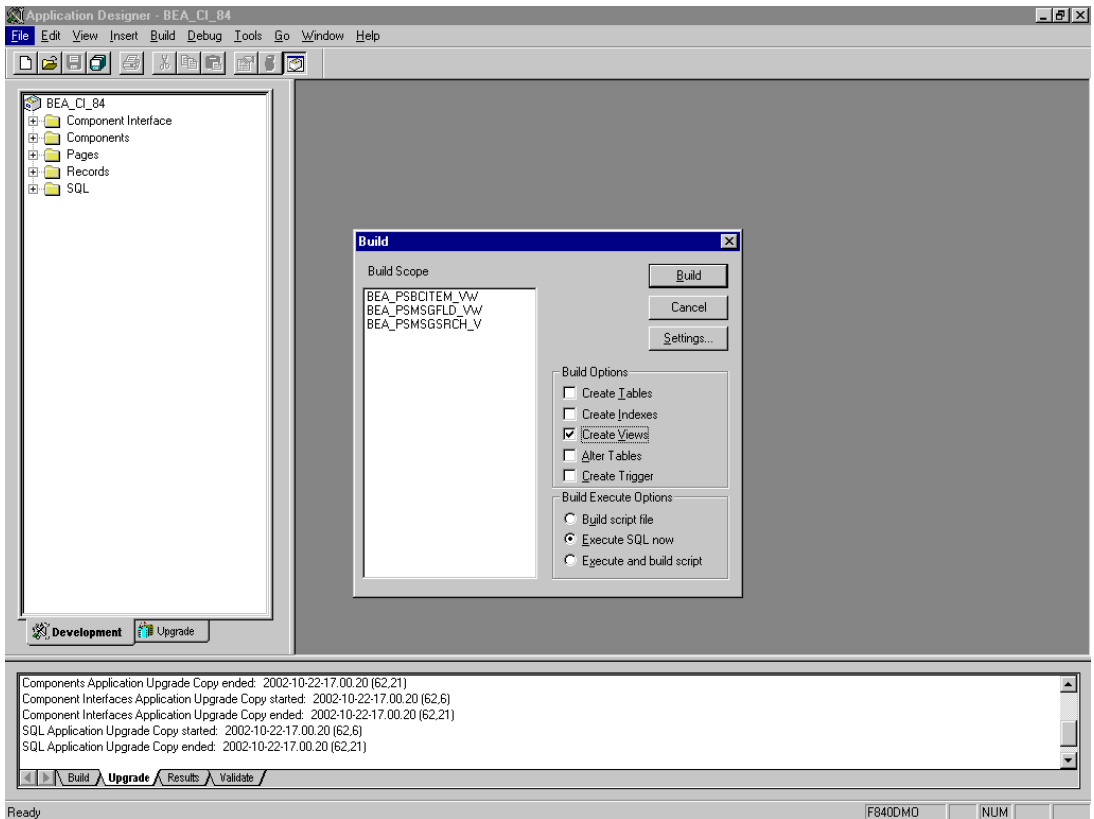 Application Designer - BEA_CI_84
File Edit View Insert Build Debug Tools Go Window Help
BEA_CI_84
Component Interface
Components
Pages
Records
SQL
Development Upgrade
Build
Build Scope
BEA_PSBCITEM_VW
BEA_PSMSGFLD_VW
BEA_PSMSGSRCH_V
Build
Cancel
Settings...
Build Options
Create Tables
Create Indexes
Create Views
Alter Tables
Create Trigger
Build Execute Options
Build script file
Execute SQL now
Execute and build script
Components Application Upgrade Copy ended: 2002-10-22-17.00.20 (62,21)
Component Interfaces Application Upgrade Copy started: 2002-10-22-17.00.20 (62,6)
Component Interfaces Application Upgrade Copy ended: 2002-10-22-17.00.20 (62,21)
SQL Application Upgrade Copy started: 2002-10-22-17.00.20 (62,6)
SQL Application Upgrade Copy ended: 2002-10-22-17.00.20 (62,21)
Build Upgrade Results Validate
Ready F840DMO NUM